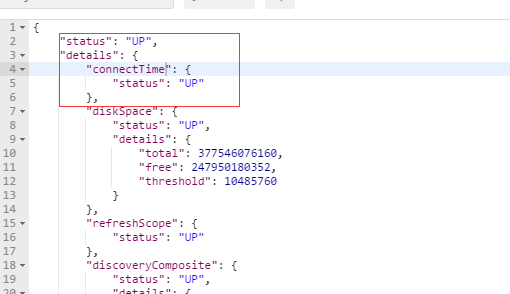 1 {
2 "status": "UP",
3 "details": {
4 "connectTime": {
5 "status": "UP"
6 },
7 "diskSpace": {
8 "status": "UP",
9 "details": {
10 "total": 377546076160,
11 "free": 247950180352,
12 "threshold": 10485760
13 }
14 },
15 "refreshScope": {
16 "status": "UP"
17 },
18 "discoveryComposite": {
19 "status": "UP",
20 "details": {